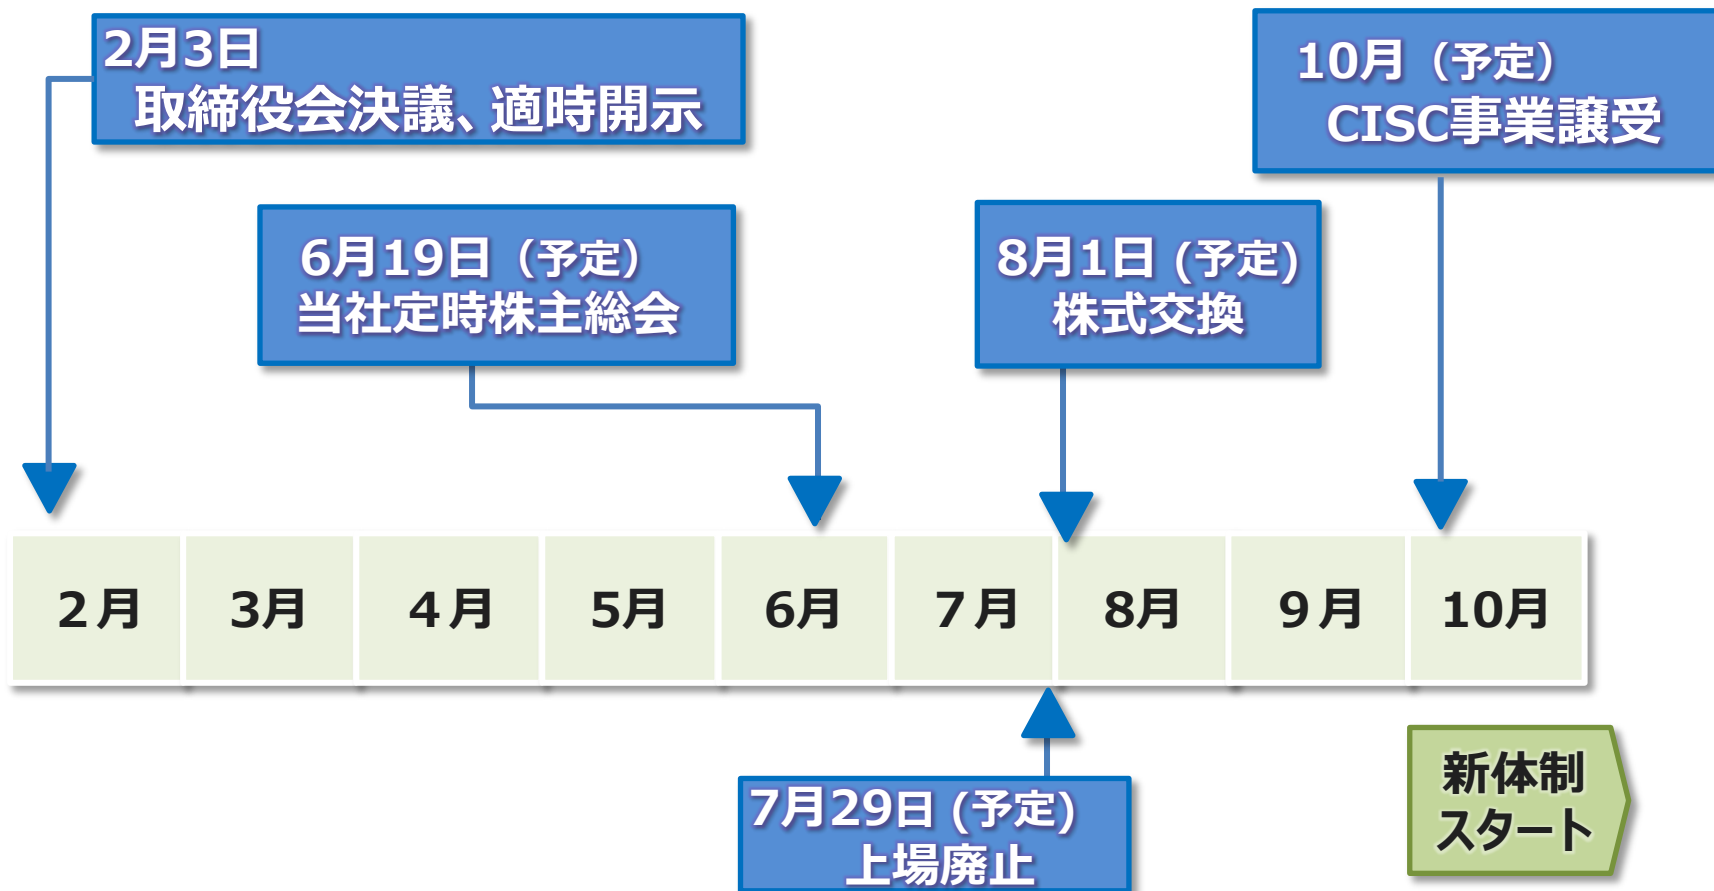 2月3日
取締役会決議、適時開示
10月（予定）
CISC事業譲受
6月19日（予定）
当社定時株主総会
8月1日 (予定)
株式交換
２月
3月
４月
5月
6月
７月
8月
９月
10月
7月29日 (予定)
上場廃止
新体制
スタート